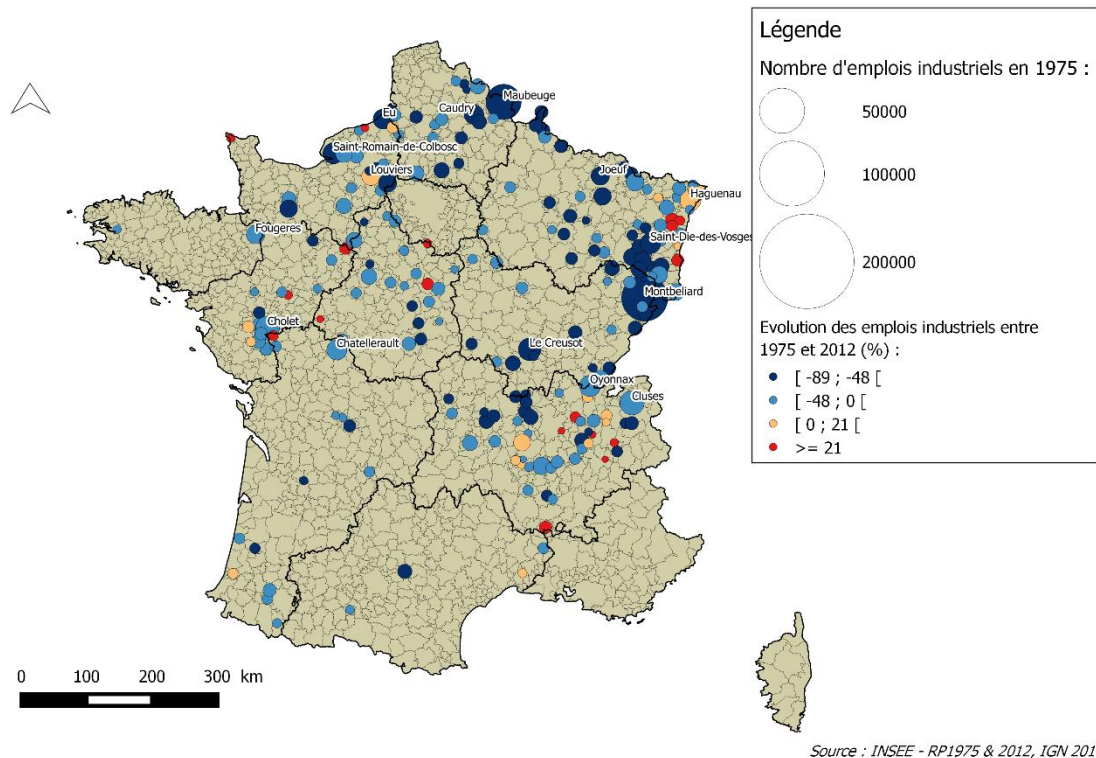 Légende
Nombre d'emplois industriels en 1975 :
50000
100000
200000
Evolution des emplois industriels entre
1975 et 2012 (%) :
[ -89 ; -48 [
[ -48 ; 0 [
[ 0 ; 21 [
>= 21
Maubeuge
Caudry
Eu
Saint-Romain-de-Colbosc
Louviers
Joeuf
Haguenau
Saint-Die-des-Vosges
Fougeres
Montbeliard
Cholet
Chatellerault
Le Creusot
Oyonnax
Cluses
0 100 200 300 km
Source : INSEE - RP1975 & 2012, IGN 201